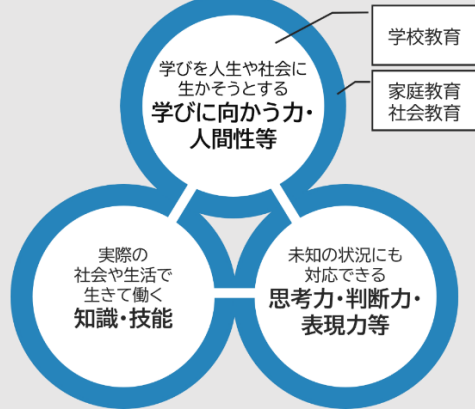 学校教育
家庭教育
社会教育
学びを人生や社会に
生かそうとする
学びに向かう力・
人間性等
実際の
社会や生活で
生きて働く
知識・技能
未知の状況にも
対応できる
思考力・判断力・
表現力等